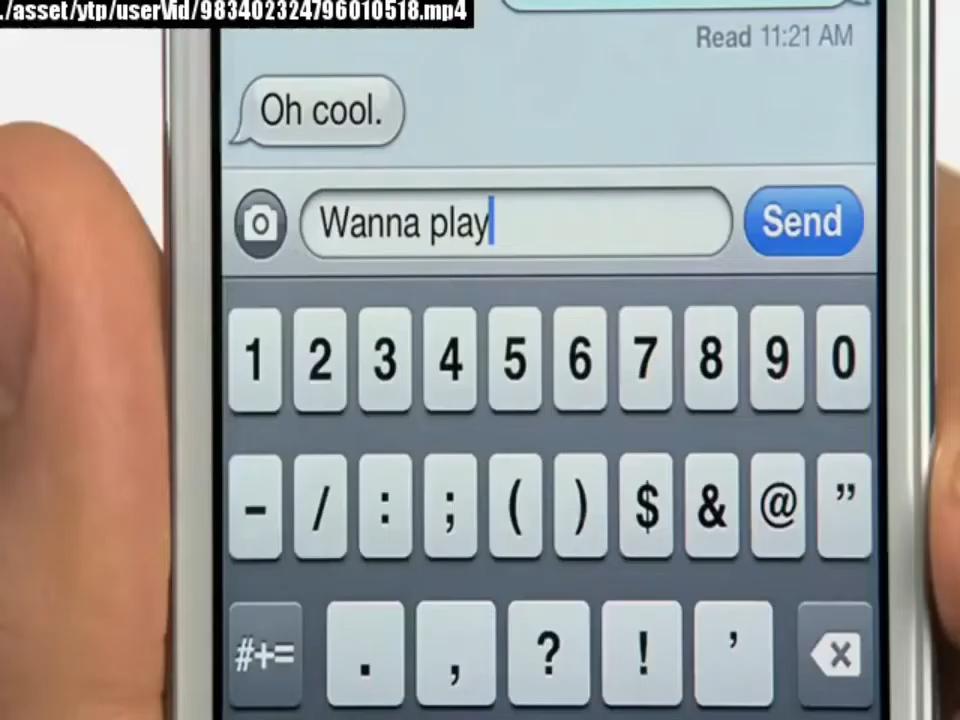 ./asset/ytp/userVid/983402324796010518.mp4
Read 11:21 AM
Oh cool.
Wanna play
Send
1 2 3 4 5 6 7 8 9 0
- / : ; ( ) $ & @ ”
#+= . , ? ! ’